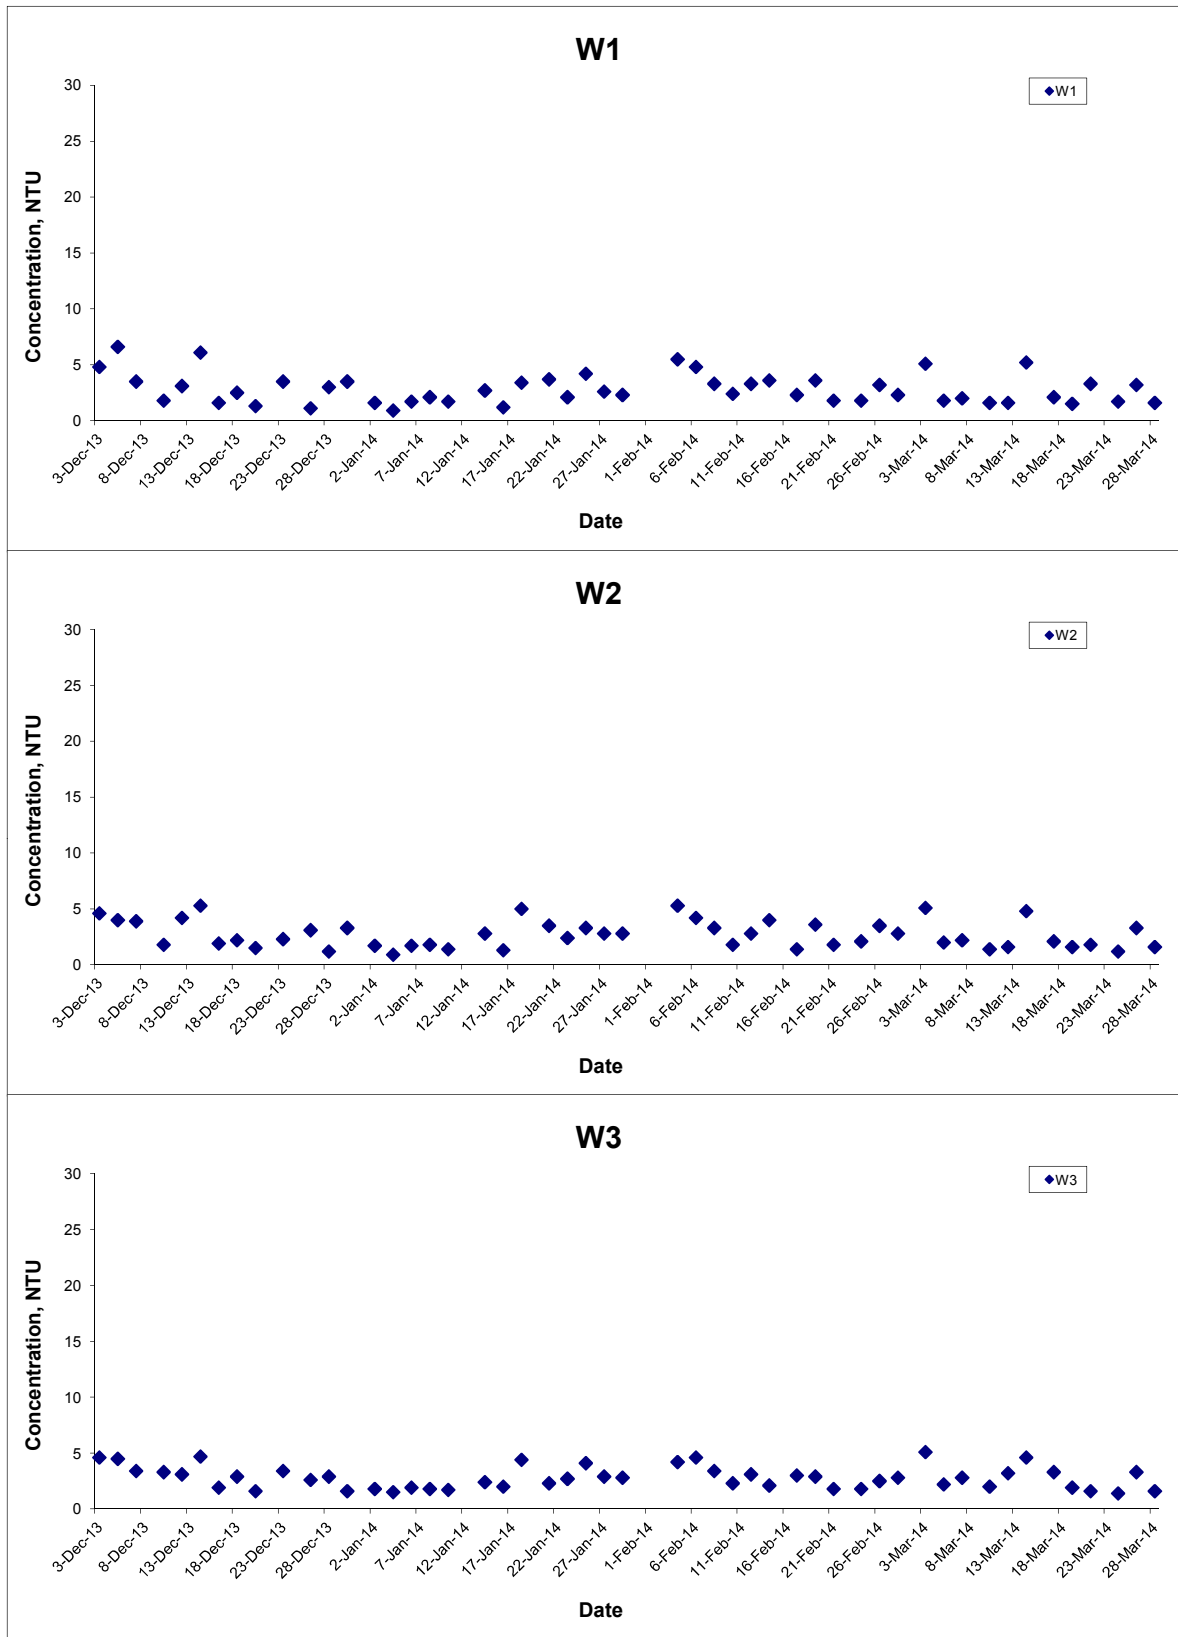 W1
W1
Concentration, NTU
30
25
20
15
10
5
0
3-Dec-13
8-Dec-13
13-Dec-13
18-Dec-13
23-Dec-13
28-Dec-13
2-Jan-14
7-Jan-14
12-Jan-14
17-Jan-14
22-Jan-14
27-Jan-14
1-Feb-14
6-Feb-14
11-Feb-14
16-Feb-14
21-Feb-14
26-Feb-14
3-Mar-14
8-Mar-14
13-Mar-14
18-Mar-14
23-Mar-14
28-Mar-14
Date
W2
W2
Concentration, NTU
30
25
20
15
10
5
0
3-Dec-13
8-Dec-13
13-Dec-13
18-Dec-13
23-Dec-13
28-Dec-13
2-Jan-14
7-Jan-14
12-Jan-14
17-Jan-14
22-Jan-14
27-Jan-14
1-Feb-14
6-Feb-14
11-Feb-14
16-Feb-14
21-Feb-14
26-Feb-14
3-Mar-14
8-Mar-14
13-Mar-14
18-Mar-14
23-Mar-14
28-Mar-14
Date
W3
W3
Concentration, NTU
30
25
20
15
10
5
0
3-Dec-13
8-Dec-13
13-Dec-13
18-Dec-13
23-Dec-13
28-Dec-13
2-Jan-14
7-Jan-14
12-Jan-14
17-Jan-14
22-Jan-14
27-Jan-14
1-Feb-14
6-Feb-14
11-Feb-14
16-Feb-14
21-Feb-14
26-Feb-14
3-Mar-14
8-Mar-14
13-Mar-14
18-Mar-14
23-Mar-14
28-Mar-14
Date